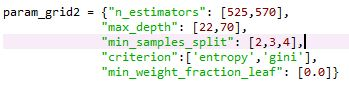 param_grid2 = {"n_estimators": [525,570],
"max_depth": [22,70],
"min_samples_split": [2,3,4],
"criterion":['entropy','gini'],
"min_weight_fraction_leaf": [0.0]}